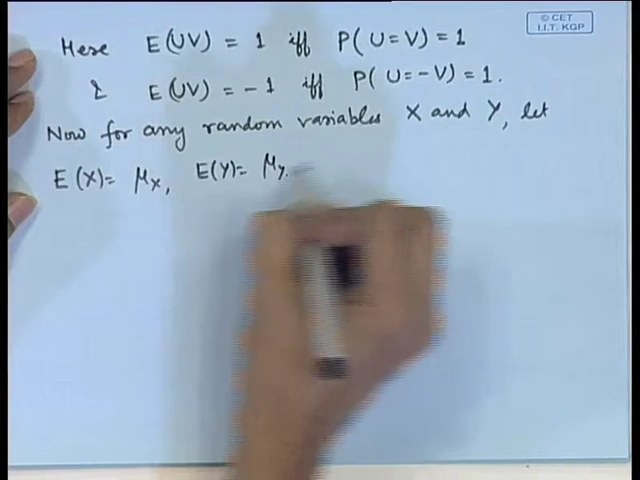 © CET
I.I.T. KGP
Here E(UV) = 1 iff P(U=V) = 1
& E(UV) = -1 iff P(U=-V) = 1.
Now for any random variables X and Y, let
E(X) = μx, E(Y) = μy.